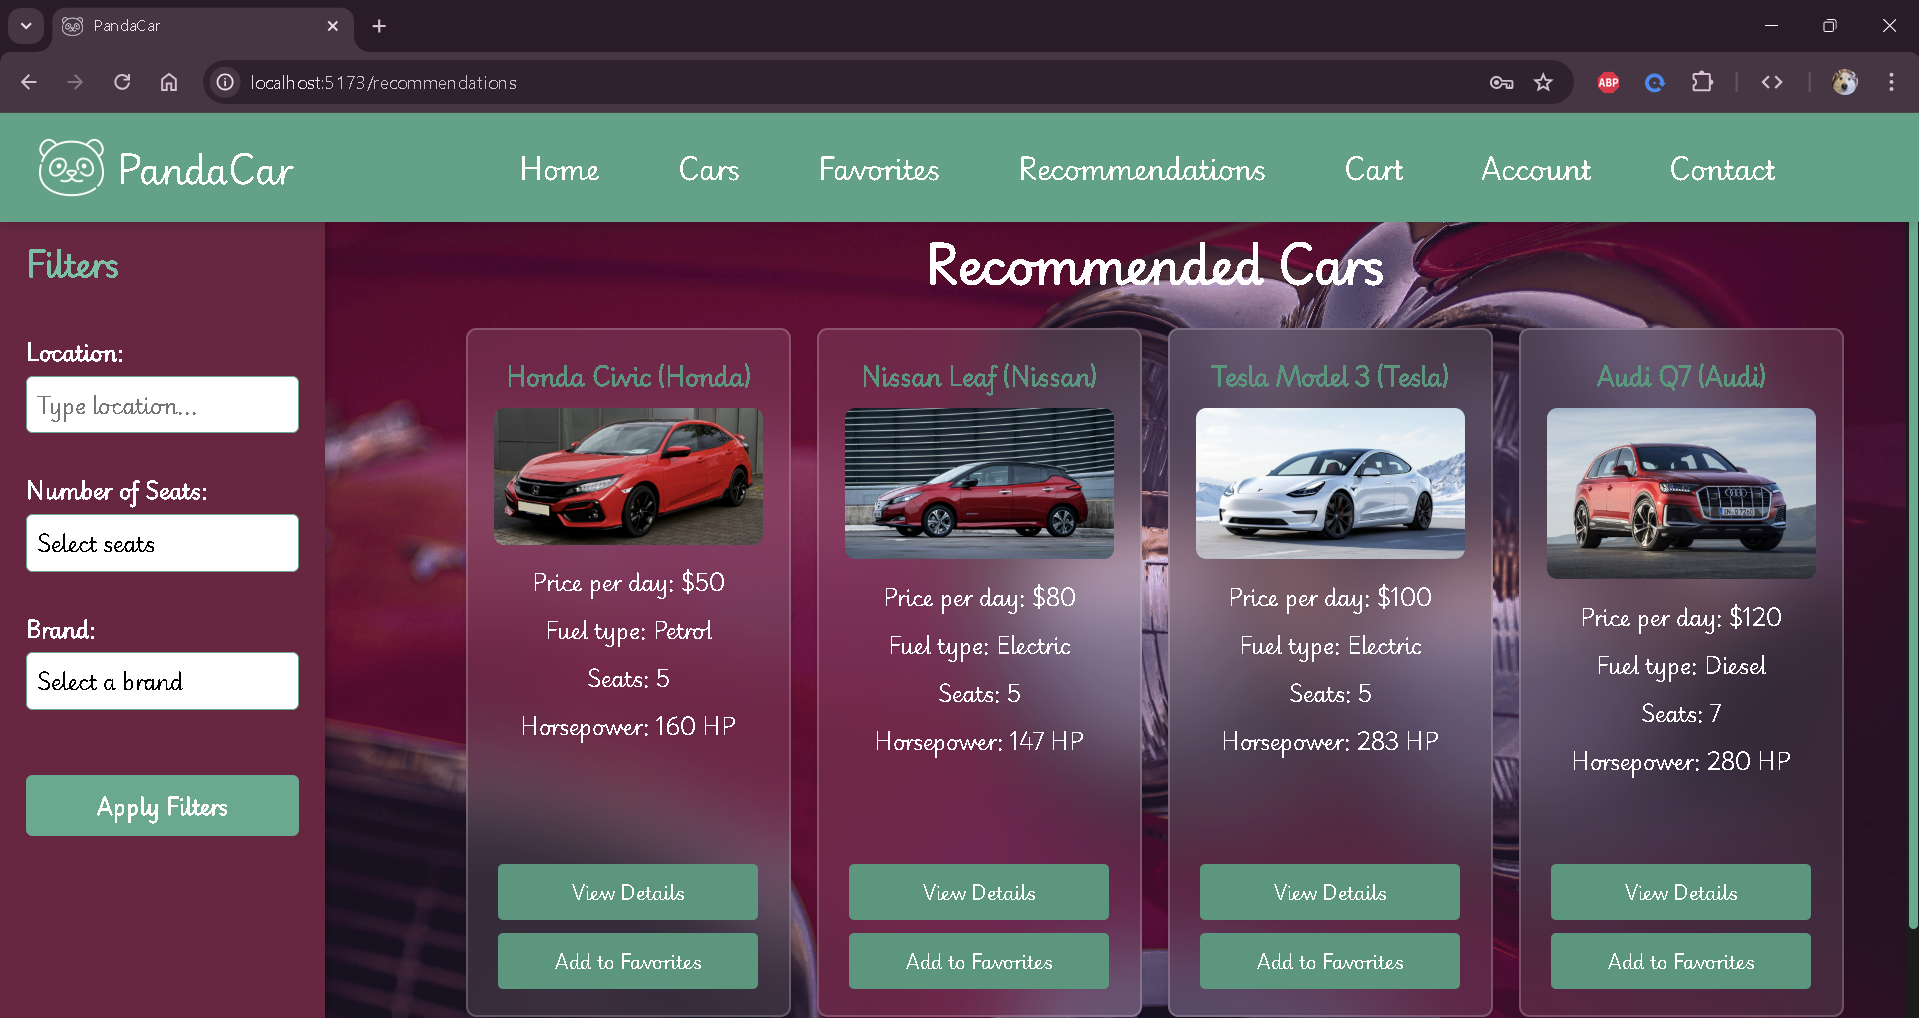 PandaCar
localhost:5173/recommendations
ABP
PandaCar
Home
Cars
Favorites
Recommendations
Cart
Account
Contact
Filters
Location:
Type location...
Number of Seats:
Select seats
Brand:
Select a brand
Apply Filters
Recommended Cars
Honda Civic (Honda)
Price per day: $50
Fuel type: Petrol
Seats: 5
Horsepower: 160 HP
View Details
Add to Favorites
Nissan Leaf (Nissan)
Price per day: $80
Fuel type: Electric
Seats: 5
Horsepower: 147 HP
View Details
Add to Favorites
Tesla Model 3 (Tesla)
Price per day: $100
Fuel type: Electric
Seats: 5
Horsepower: 283 HP
View Details
Add to Favorites
Audi Q7 (Audi)
Price per day: $120
Fuel type: Diesel
Seats: 7
Horsepower: 280 HP
View Details
Add to Favorites